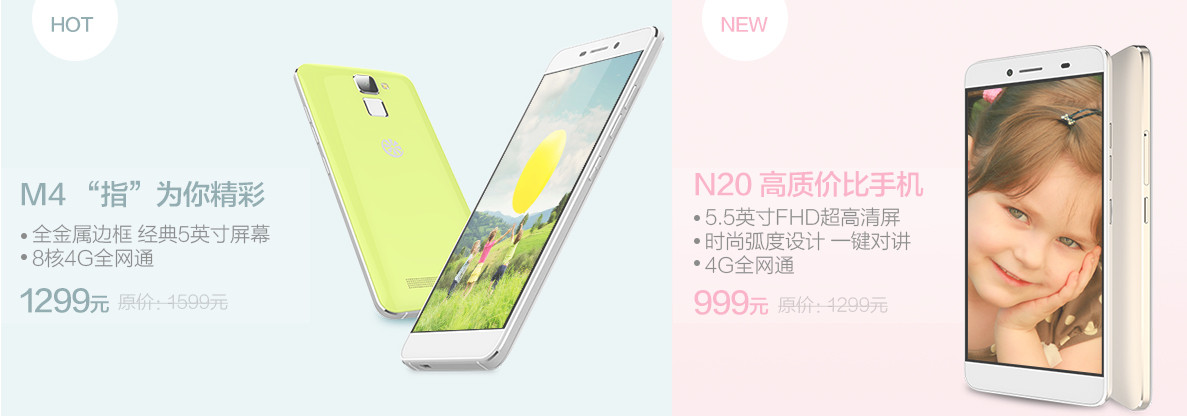 HOT
M4 “指”为你精彩
• 全金属边框 经典5英寸屏幕
• 8核4G全网通
1299元 原价：1599元
NEW
N20 高质价比手机
• 5.5英寸FHD超高清屏
• 时尚弧度设计 一键对讲
• 4G全网通
999元 原价：1299元